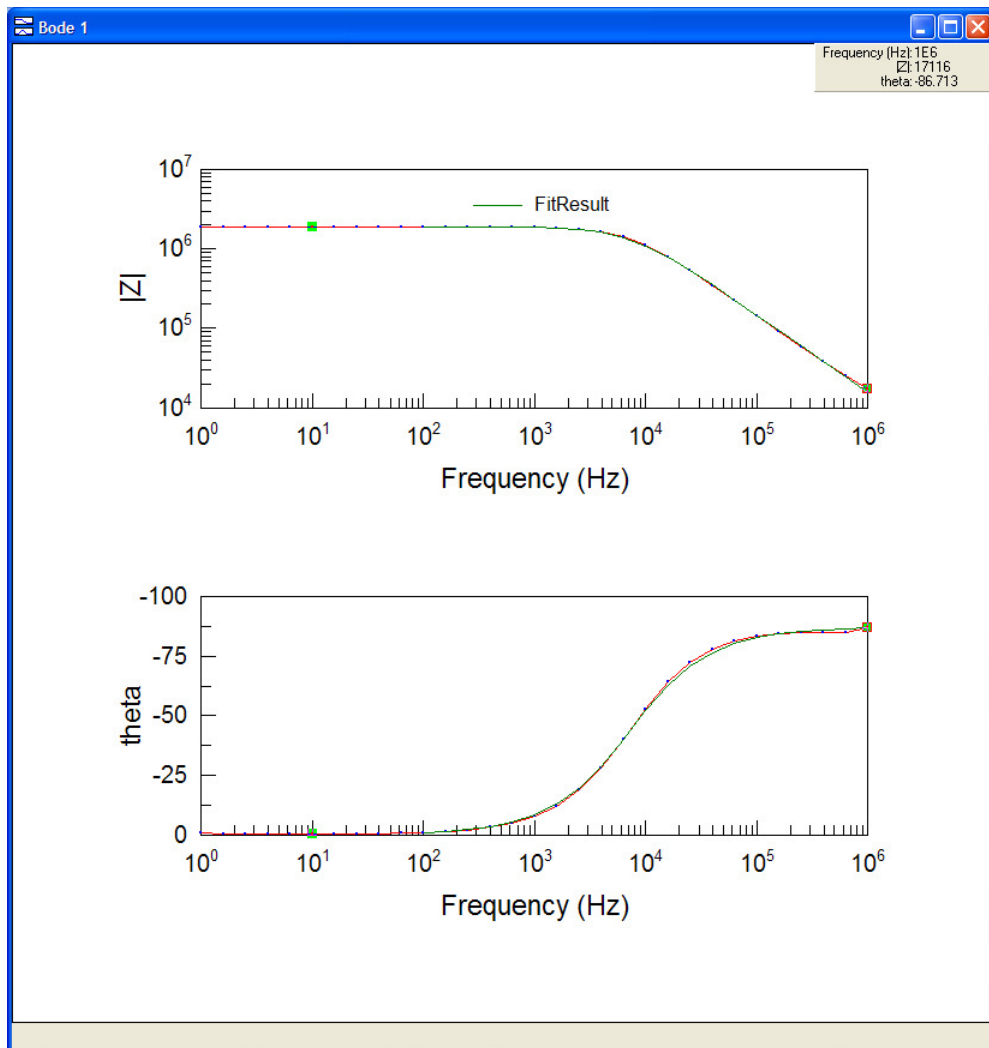 Bode 1
Frequency (Hz): 1E6
|Z|: 17116
theta: -86.713
10^7
FitResult
10^6
|Z|
10^5
10^4
10^0 10^1 10^2 10^3 10^4 10^5 10^6
Frequency (Hz)
-100
-75
theta
-50
-25
0
10^0 10^1 10^2 10^3 10^4 10^5 10^6
Frequency (Hz)